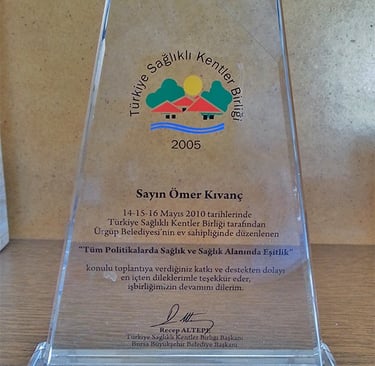 Türkiye Sağlıklı Kentler Birliği
2005
Sayın Ömer Kıvanç
14-15-16 Mayıs 2010 tarihlerinde
Türkiye Sağlıklı Kentler Birliği tarafından
Ürgüp Belediyesi'nin ev sahipliğinde düzenlenen
"Tüm Politikalarda Sağlık ve Sağlık Alanında Eşitlik"
konulu toplantıya verdiğiniz katkı ve destekten dolayı
en içten dileklerimle teşekkür eder,
işbirliğimizin devamını dilerim.
Recep ALTEPE
Türkiye Sağlıklı Kentler Birliği Başkanı
Bursa Büyükşehir Belediye Başkanı